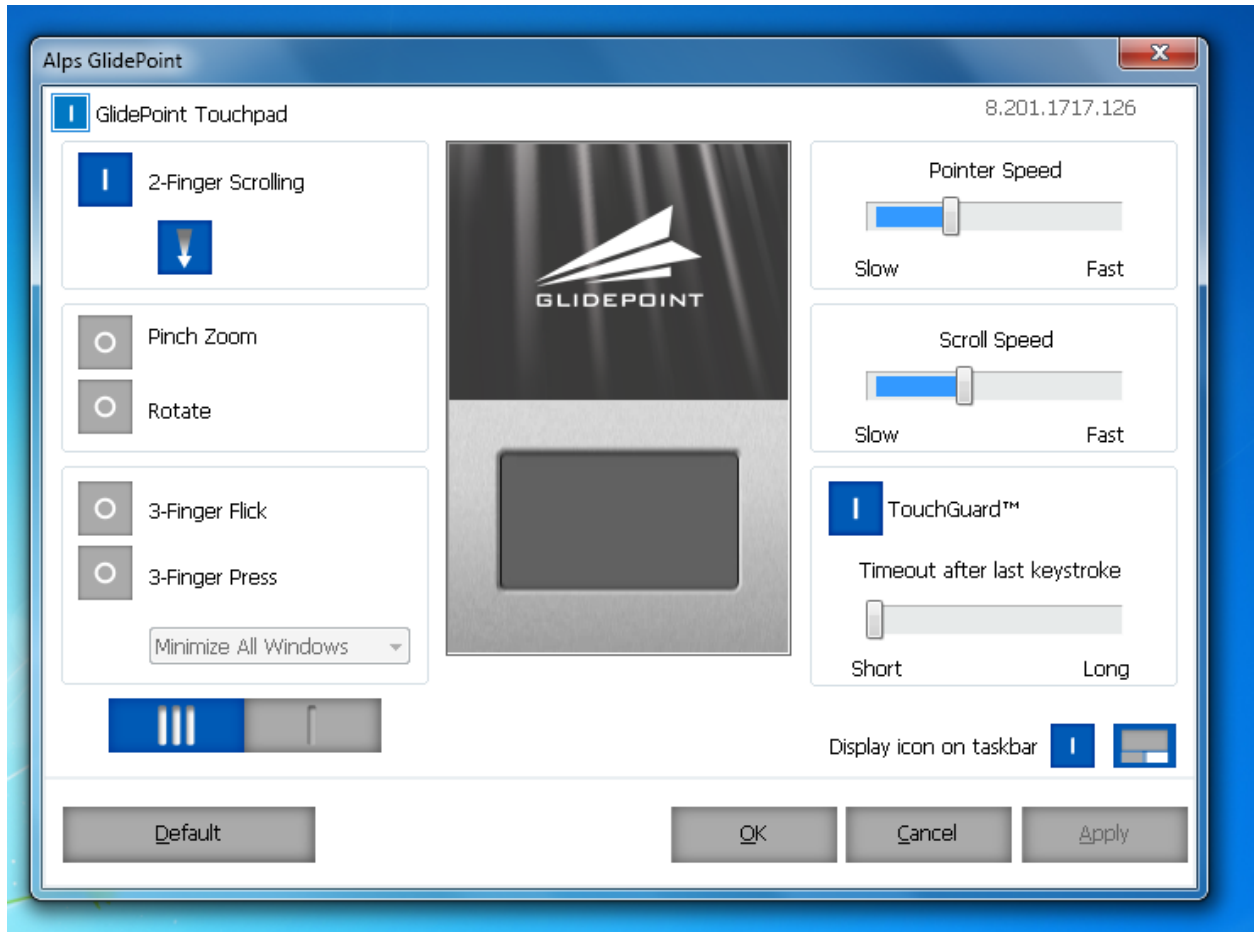 Alps GlidePoint
GlidePoint Touchpad
8.201.1717.126
2-Finger Scrolling
Pinch Zoom
Rotate
3-Finger Flick
3-Finger Press
Minimize All Windows
GLIDEPOINT
Pointer Speed
Slow Fast
Scroll Speed
Slow Fast
TouchGuard™
Timeout after last keystroke
Short Long
Display icon on taskbar
Default
OK
Cancel
Apply